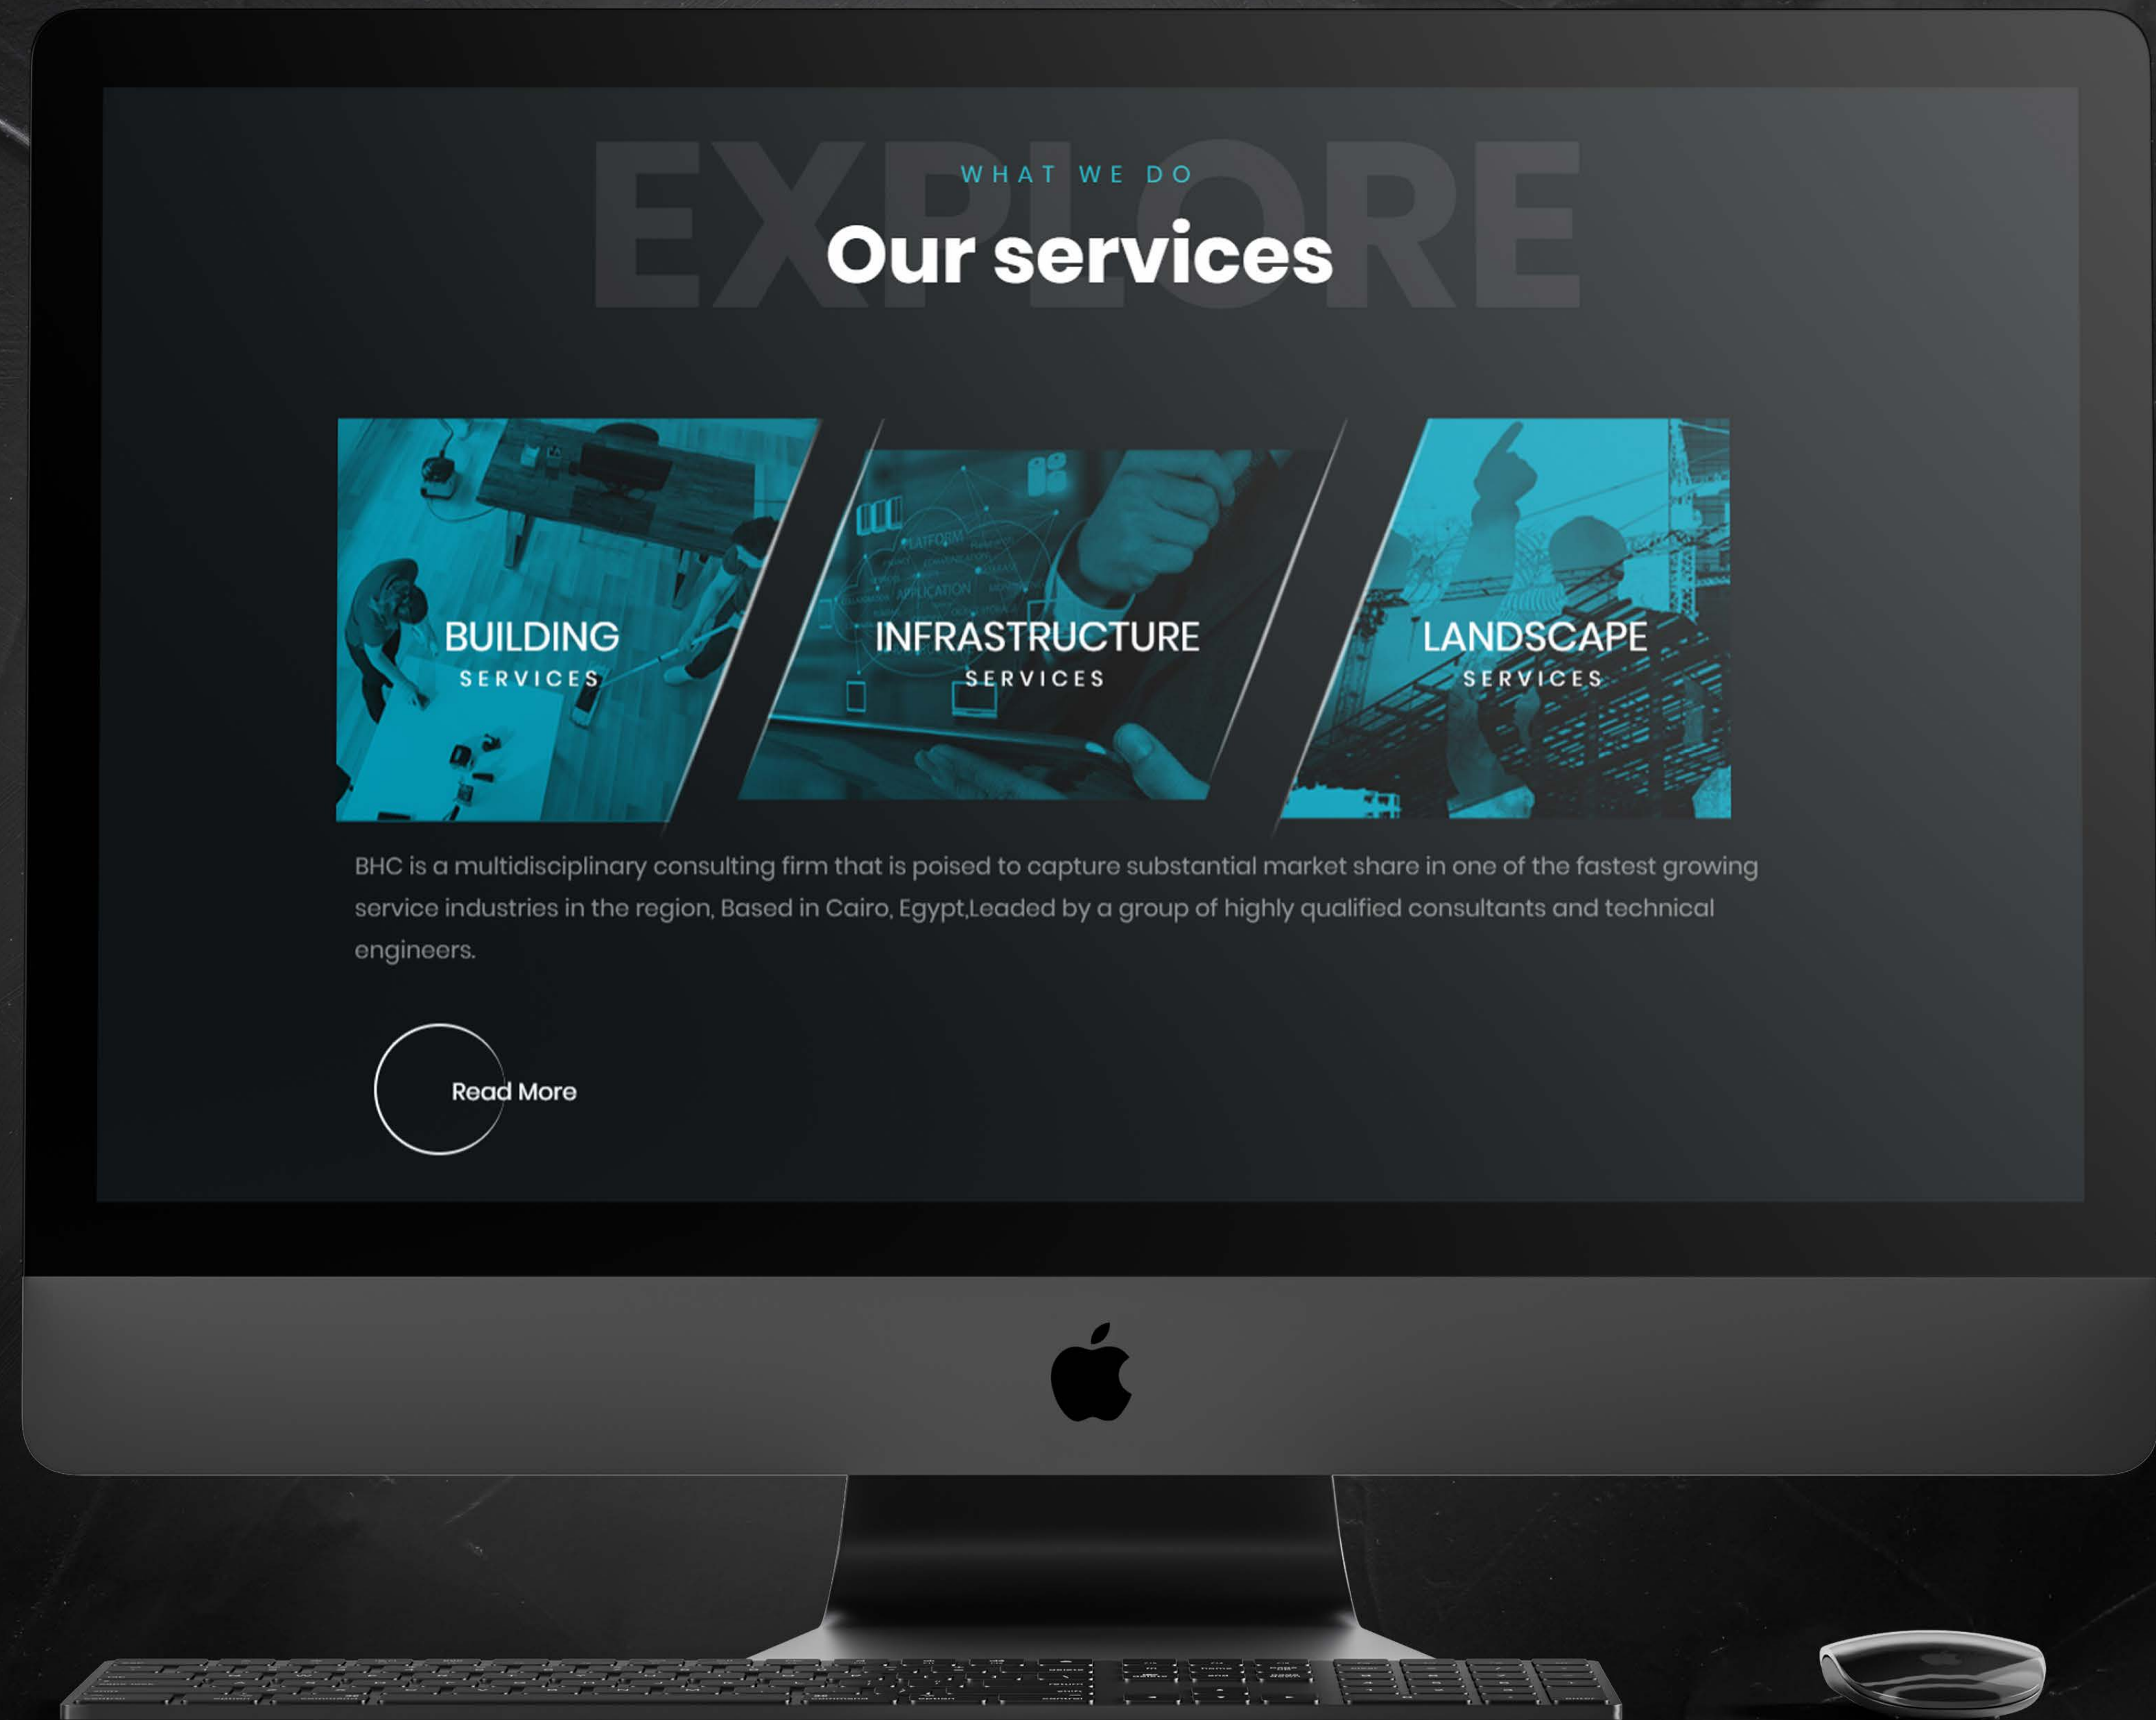 EXPLORE
WHAT WE DO
Our services
PLATFORM
APPLICATION
BUILDING
SERVICES
INFRASTRUCTURE
SERVICES
LANDSCAPE
SERVICES
BHC is a multidisciplinary consulting firm that is poised to capture substantial market share in one of the fastest growing
service industries in the region, Based in Cairo, Egypt,Leaded by a group of highly qualified consultants and technical
engineers.
Read More